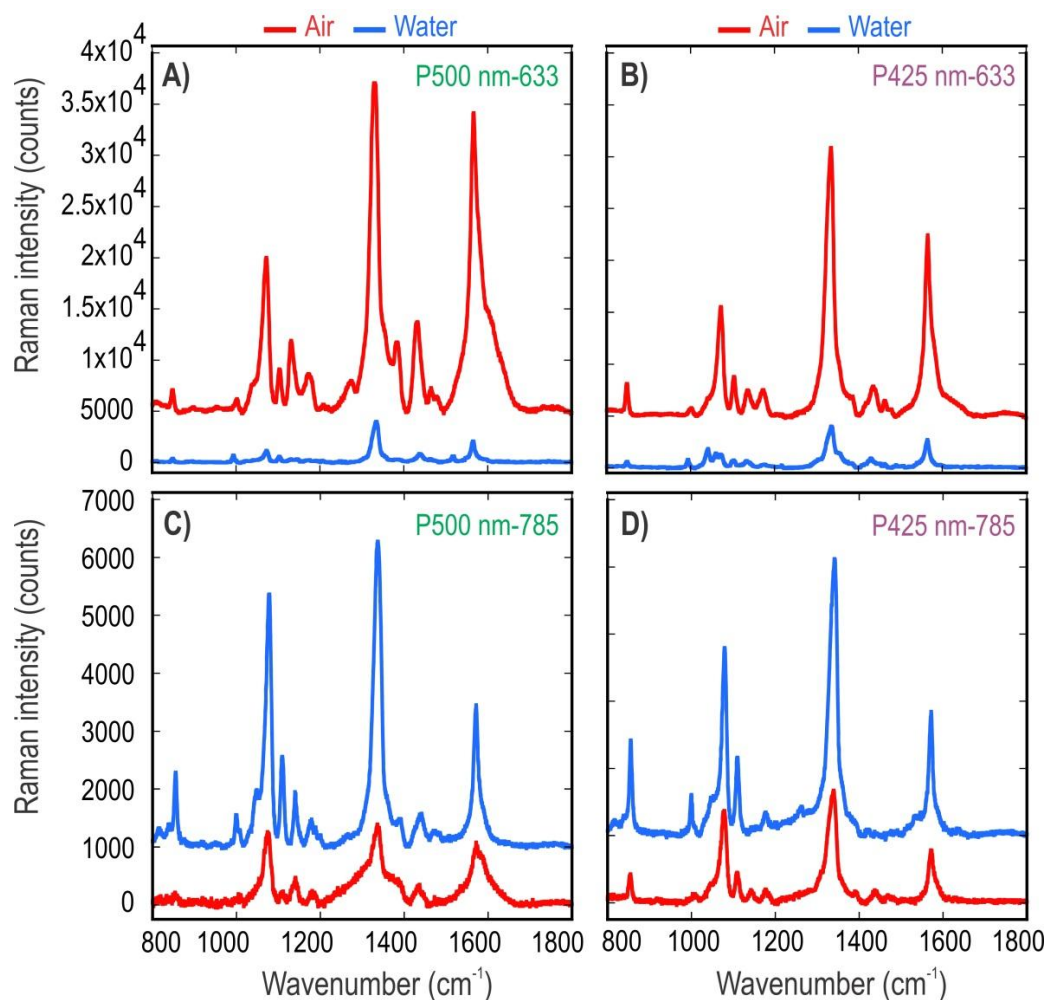 Air Water Air Water
A) P500 nm-633 B) P425 nm-633
4x10^4
3.5x10^4
3x10^4
2.5x10^4
2x10^4
1.5x10^4
1x10^4
5000
0
Raman intensity (counts)
C) P500 nm-785 D) P425 nm-785
7000
6000
5000
4000
3000
2000
1000
0
Raman intensity (counts)
800 1000 1200 1400 1600 1800 800 1000 1200 1400 1600 1800
Wavenumber (cm⁻¹) Wavenumber (cm⁻¹)